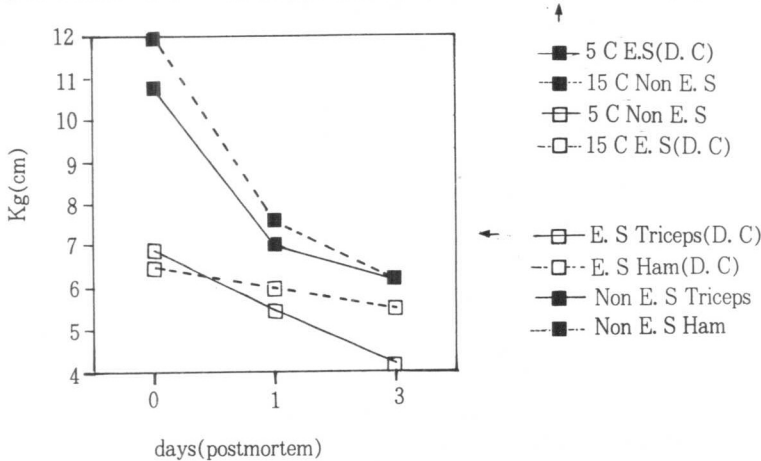 12
11
10
9
8
7
6
5
4
Kg(cm)
0 1 3
days(postmortem)
5 C E.S(D. C)
15 C Non E. S
5 C Non E. S
15 C E. S(D. C)
E. S Triceps(D. C)
E. S Ham(D. C)
Non E. S Triceps
Non E. S Ham